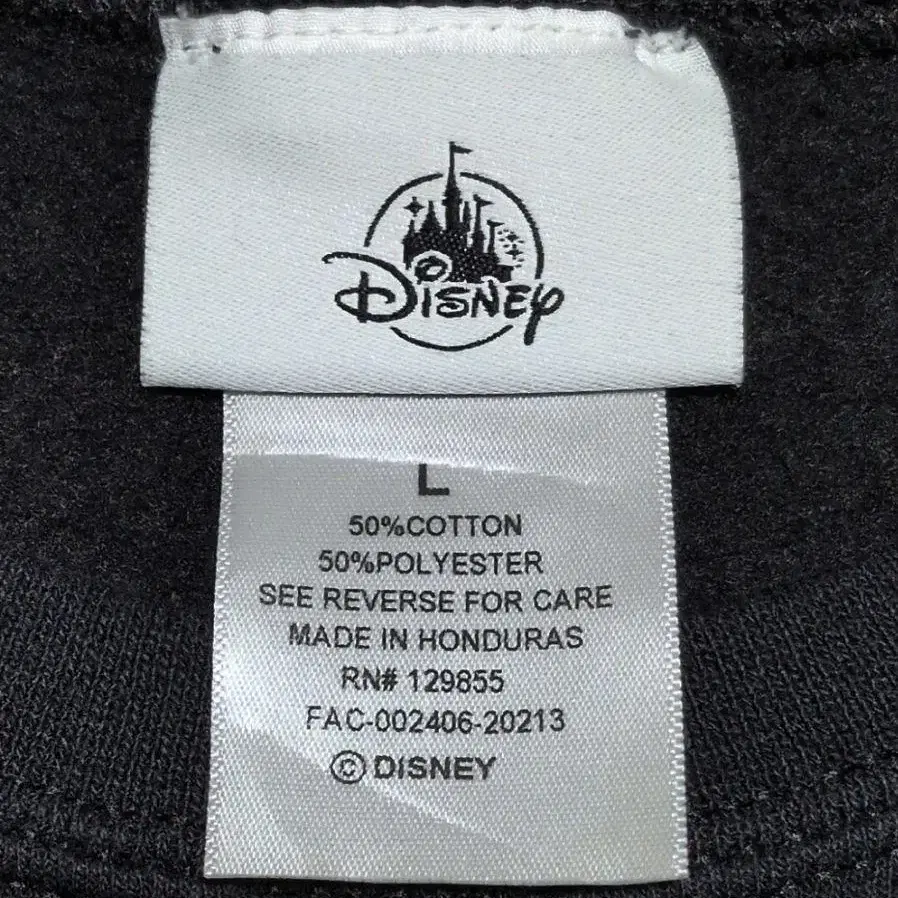 Disney
L
50%COTTON
50%POLYESTER
SEE REVERSE FOR CARE
MADE IN HONDURAS
RN# 129855
FAC-002406-20213
©DISNEY